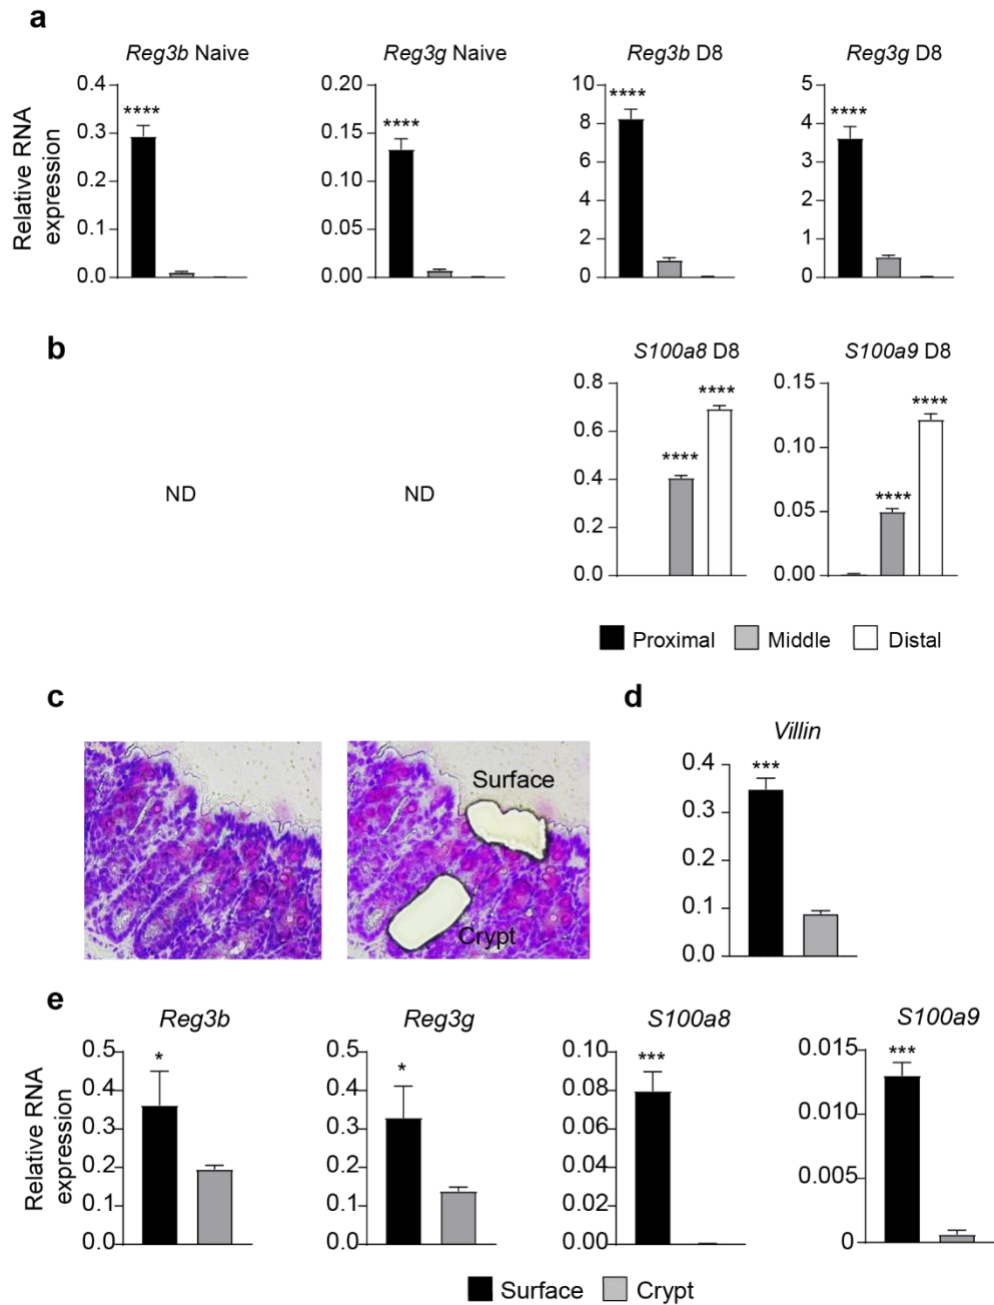 a
Reg3b Naive
Reg3g Naive
Reg3b D8
Reg3g D8
Relative RNA
expression
0.4
0.3
0.2
0.1
0.0
****
0.20
0.15
0.10
0.05
0.00
****
10
8
6
4
2
0
****
5
4
3
2
1
0
****
b
S100a8 D8
S100a9 D8
ND
ND
0.8
0.6
0.4
0.2
0.0
****
****
0.15
0.10
0.05
0.00
****
****
Proximal
Middle
Distal
c
Surface
Crypt
d
Villin
0.4
0.3
0.2
0.1
0.0
***
e
Reg3b
Reg3g
S100a8
S100a9
Relative RNA
expression
0.5
0.4
0.3
0.2
0.1
0.0
*
0.5
0.4
0.3
0.2
0.1
0.0
*
0.10
0.08
0.06
0.04
0.02
0.00
***
0.015
0.010
0.005
0
***
Surface
Crypt